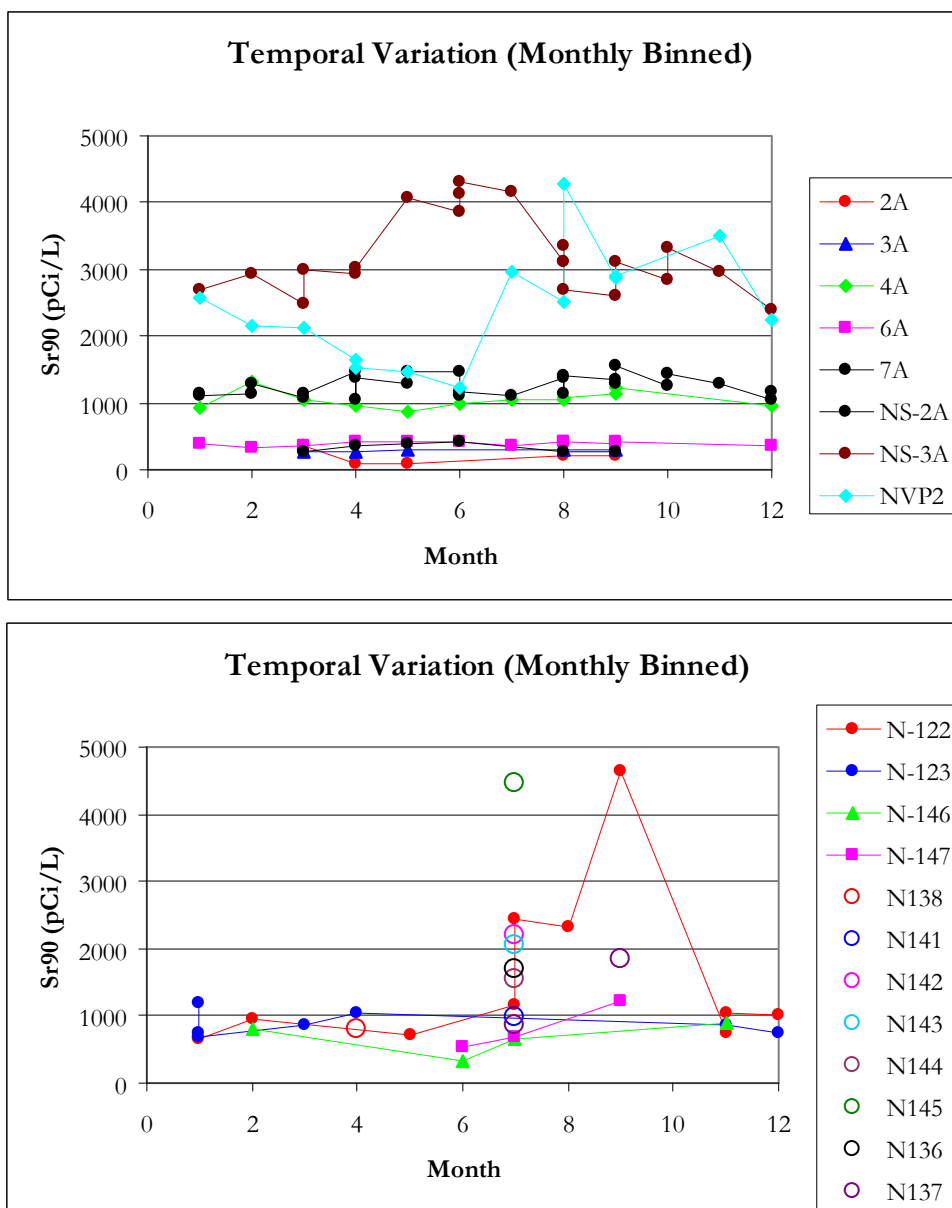 Temporal Variation (Monthly Binned)
5000
4000
3000
2000
1000
0
Sr90 (pCi/L)
0 2 4 6 8 10 12
Month
2A
3A
4A
6A
7A
NS-2A
NS-3A
NVP2
Temporal Variation (Monthly Binned)
5000
4000
3000
2000
1000
0
Sr90 (pCi/L)
0 2 4 6 8 10 12
Month
N-122
N-123
N-146
N-147
N138
N141
N142
N143
N144
N145
N136
N137